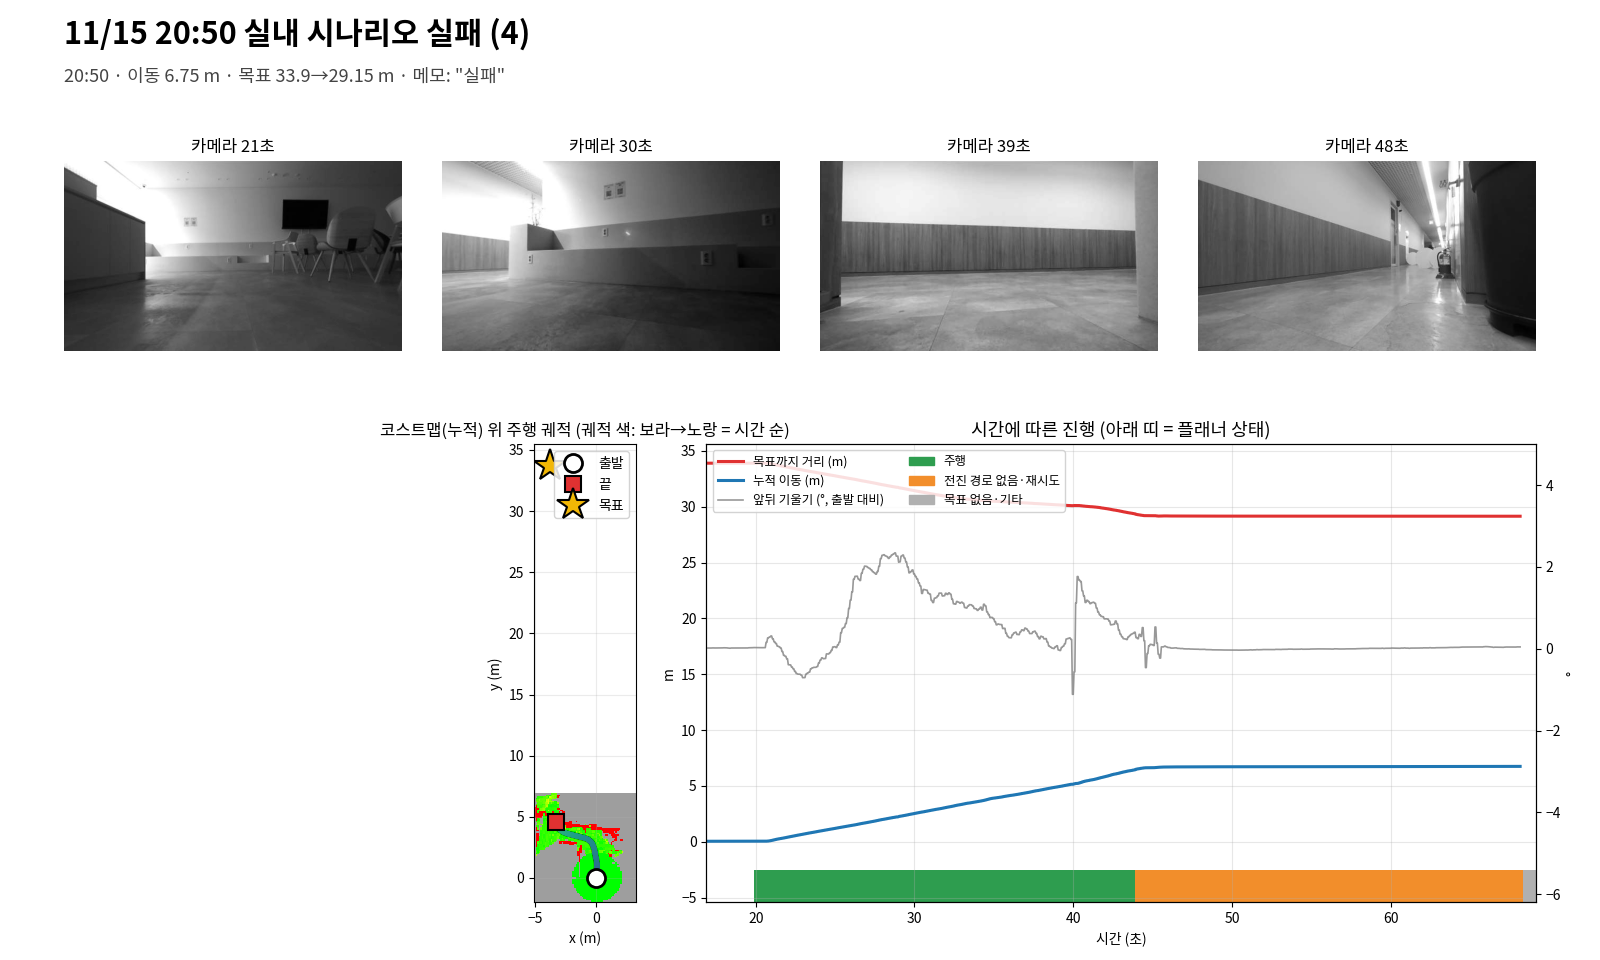 11/15 20:50 실내 시나리오 실패 (4)
20:50 · 이동 6.75 m · 목표 33.9→29.15 m · 메모: "실패"
카메라 21초
카메라 30초
카메라 39초
카메라 48초
코스트맵(누적) 위 주행 궤적 (궤적 색: 보라→노랑 = 시간 순)
35
30
25
20
15
10
5
0
−5
0
y (m)
x (m)
출발
끝
목표
시간에 따른 진행 (아래 띠 = 플래너 상태)
목표까지 거리 (m)
누적 이동 (m)
앞뒤 기울기 (°, 출발 대비)
주행
전진 경로 없음·재시도
목표 없음·기타
35
30
25
20
15
10
5
0
−5
m
4
2
0
−2
−4
−6
°
20
30
40
50
60
시간 (초)